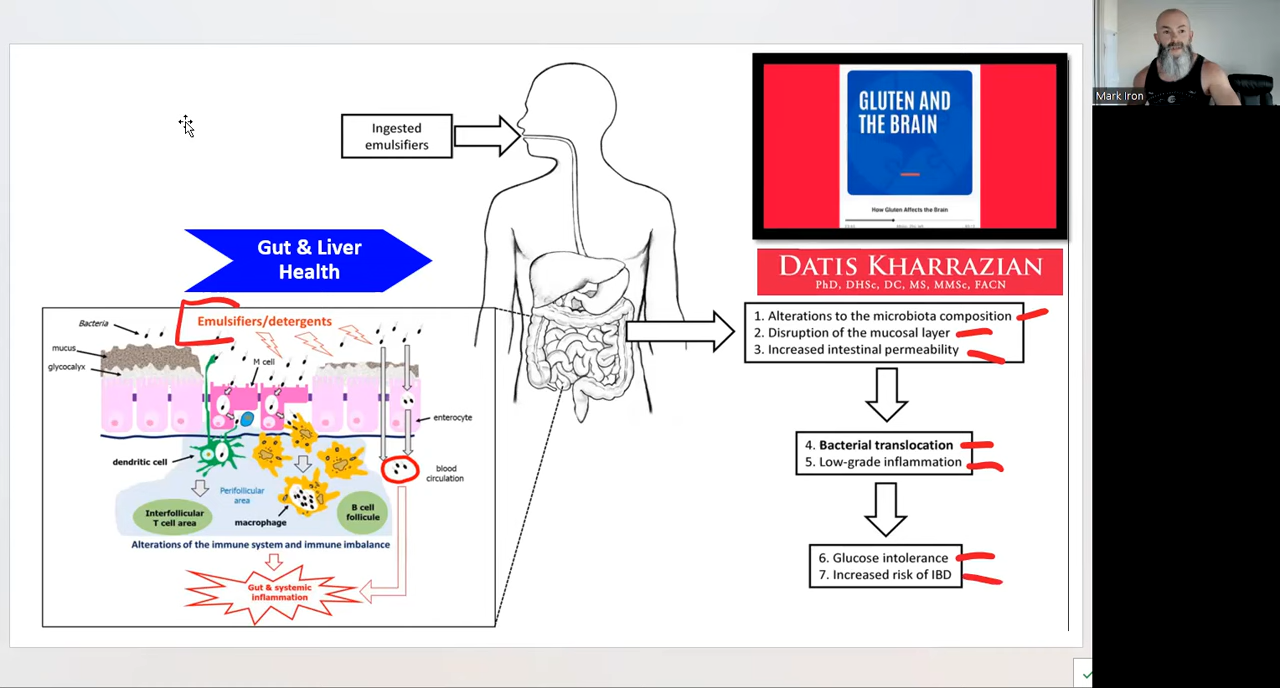 Mark Iron
Ingested
emulsifiers
GLUTEN AND
THE BRAIN
How Gluten Affects the Brain
DATIS KHARRAZIAN
PhD, DHSc, DC, MS, MMSc, FACN
Gut & Liver
Health
1. Alterations to the microbiota composition
2. Disruption of the mucosal layer
3. Increased intestinal permeability
4. Bacterial translocation
5. Low-grade inflammation
6. Glucose intolerance
7. Increased risk of IBD
Emulsifiers/detergents
Bacteria
mucus
glycocalyx
M cell
enterocyte
dendritic cell
blood
circulation
Perifollicular
area
Interfollicular
T cell area
macrophage
B cell
follicule
Alterations of the immune system and immune imbalance
Gut & systemic
inflammation